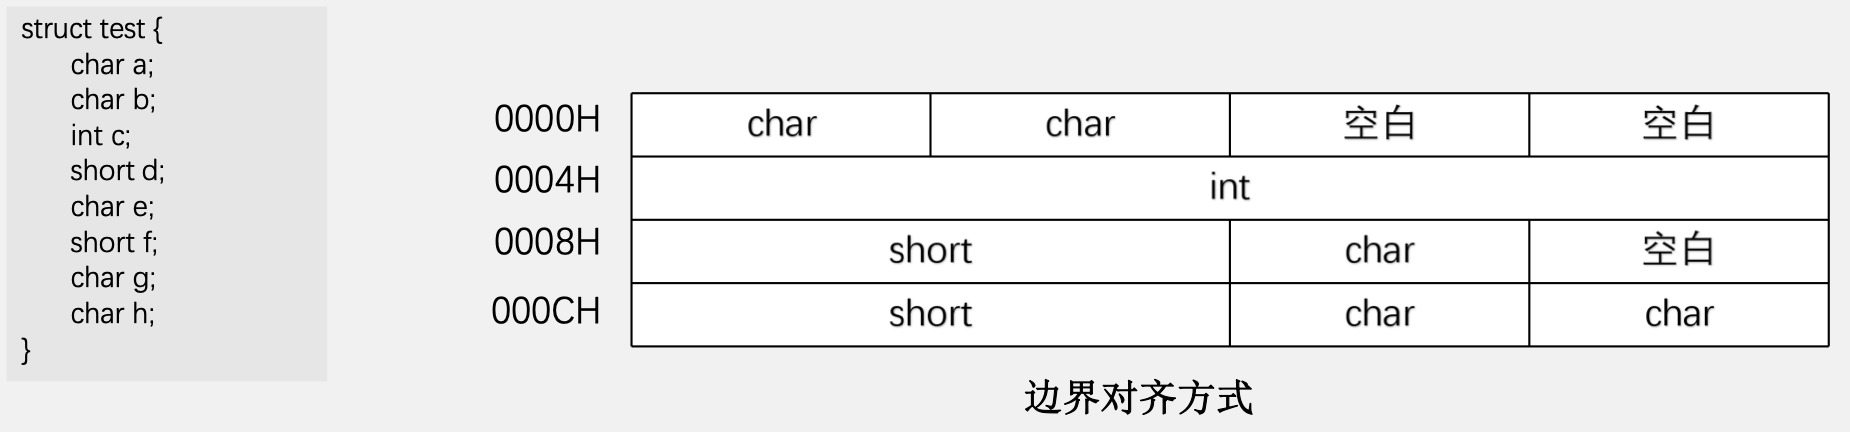 struct test {
char a;
char b;
int c;
short d;
char e;
short f;
char g;
char h;
}
0000H char char 空白 空白
0004H int
0008H short char 空白
000CH short char char
边界对齐方式